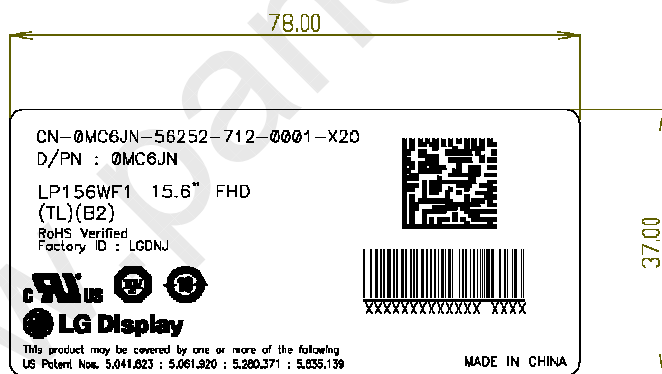 78.00
CN-0MC6JN-56252-712-0001-X20
D/PN : 0MC6JN
LP156WF1 15.6" FHD
(TL)(B2)
RoHS Verified
Factory ID : LGDNJ
37.00
c RU US
XXXXXXXXXXXXX XXXX
LG Display
This product may be covered by one or more of the following
US Patent Nos. 5.041.823 : 5.061.920 : 5.280.371 : 5.835.139
MADE IN CHINA